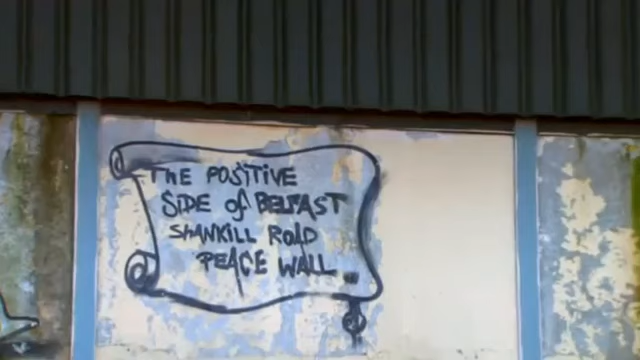 THE POSITIVE
SIDE of BELFAST
SHANKILL ROAD
PEACE WALL